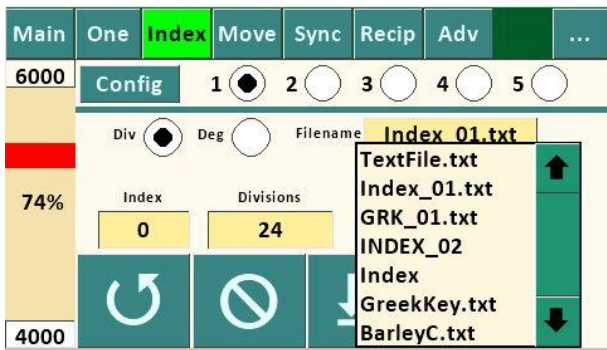 Main One Index Move Sync Recip Adv ...
6000 Config 1 2 3 4 5
Div Deg Filename Index_01.txt
TextFile.txt
Index_01.txt
GRK_01.txt
INDEX_02
Index
GreekKey.txt
BarleyC.txt
74%
Index Divisions
0 24
4000